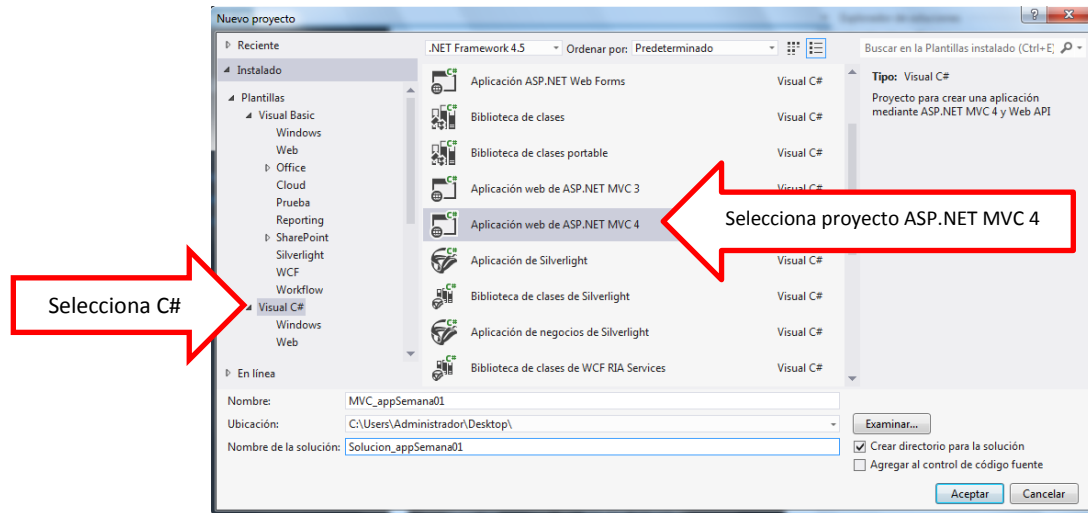 Nuevo proyecto
Reciente
Instalado
Plantillas
Visual Basic
Windows
Web
Office
Cloud
Prueba
Reporting
SharePoint
Silverlight
WCF
Workflow
Visual C#
Windows
Web
En línea
.NET Framework 4.5
Ordenar por: Predeterminado
Buscar en la Plantillas instalado (Ctrl+E)
Aplicación ASP.NET Web Forms Visual C#
Biblioteca de clases Visual C#
Biblioteca de clases portable Visual C#
Aplicación web de ASP.NET MVC 3 Visual C#
Aplicación web de ASP.NET MVC 4
Aplicación de Silverlight Visual C#
Biblioteca de clases de Silverlight Visual C#
Aplicación de negocios de Silverlight Visual C#
Biblioteca de clases de WCF RIA Services Visual C#
Tipo: Visual C#
Proyecto para crear una aplicación
mediante ASP.NET MVC 4 y Web API
Selecciona proyecto ASP.NET MVC 4
Selecciona C#
Nombre: MVC_appSemana01
Ubicación: C:\Users\Administrador\Desktop\
Nombre de la solución: Solucion_appSemana01
Examinar...
Crear directorio para la solución
Agregar al control de código fuente
Aceptar
Cancelar